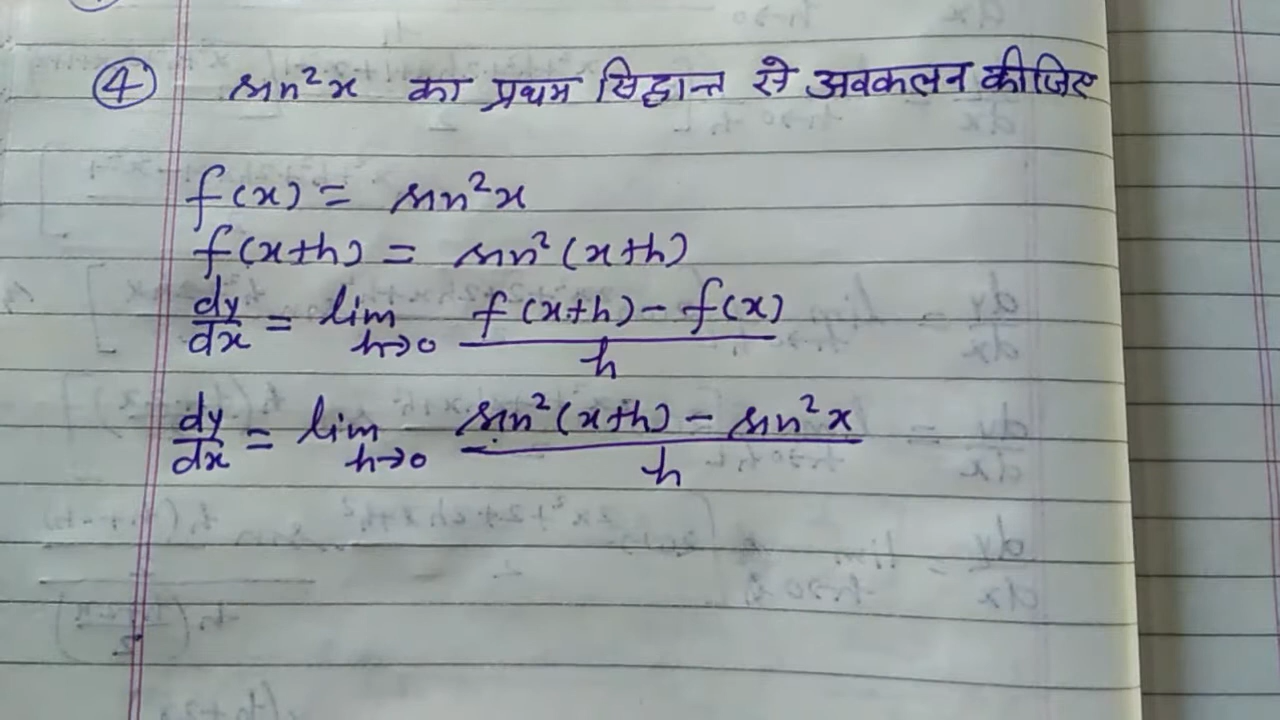 ④ sin²x का प्रथम सिद्धान्त से अवकलन कीजिए
f(x) = sin²x
f(x+h) = sin²(x+h)
dy/dx = lim h→0 f(x+h) - f(x) / h
dy/dx = lim h→0 sin²(x+h) - sin²x / h